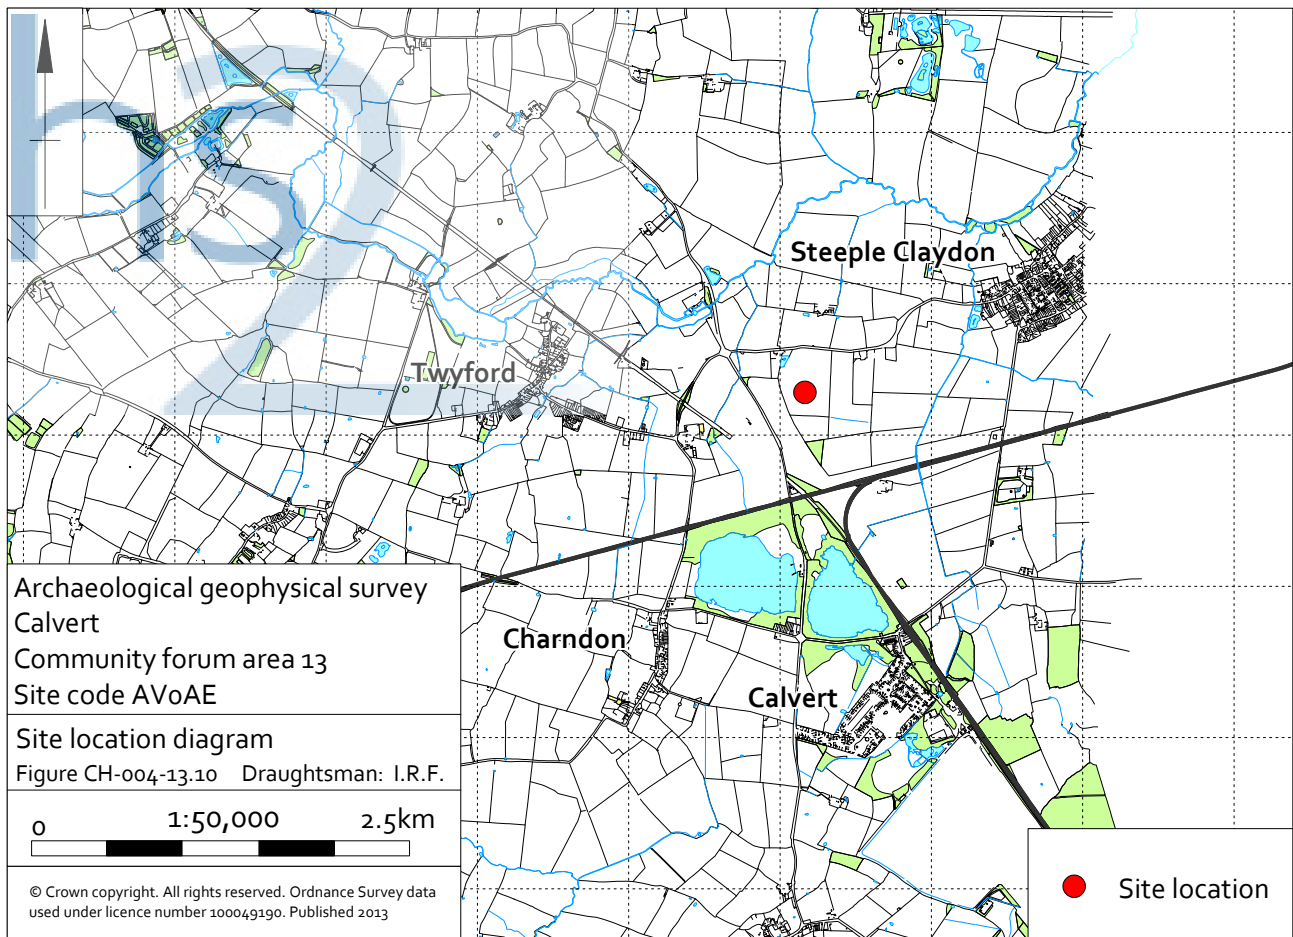 hs2
Steeple Claydon
Twyford
Charndon
Calvert
Archaeological geophysical survey
Calvert
Community forum area 13
Site code AV0AE
Site location diagram
Figure CH-004-13.10 Draughtsman: I.R.F.
0 1:50,000 2.5km
© Crown copyright. All rights reserved. Ordnance Survey data
used under licence number 100049190. Published 2013
Site location